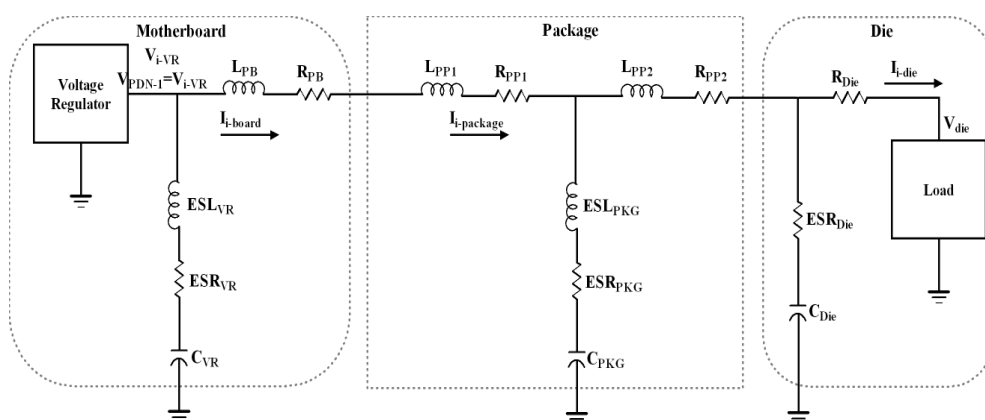 Motherboard
Package
Die
V_i-VR
V_PDN-1=V_i-VR
Voltage
Regulator
L_PB
R_PB
L_PP1
R_PP1
L_PP2
R_PP2
R_Die
I_i-die
I_i-board
I_i-package
V_die
Load
ESL_VR
ESL_PKG
ESR_Die
ESR_VR
ESR_PKG
C_Die
C_VR
C_PKG